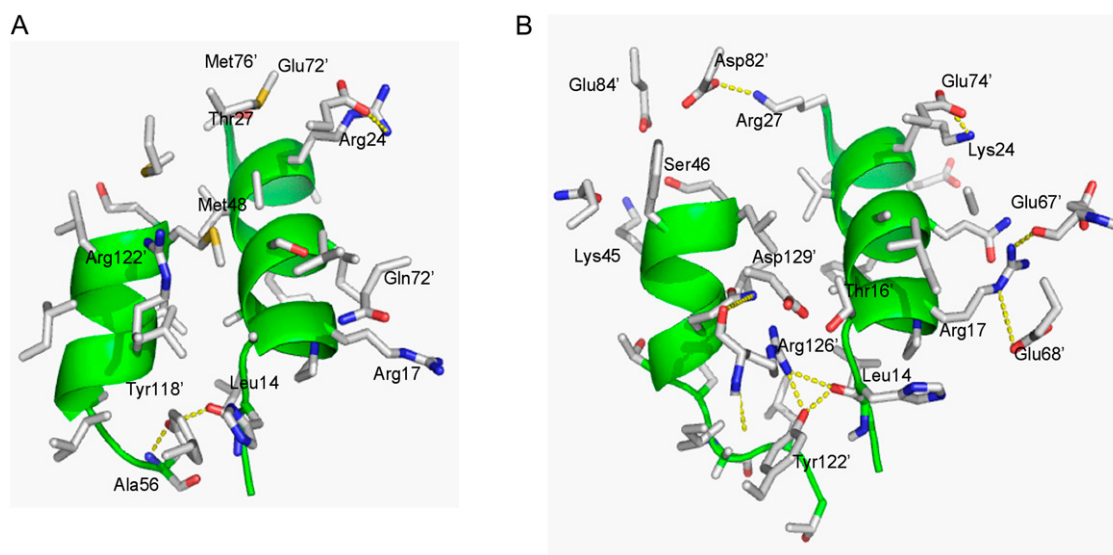 A
Met76’
Glu72’
Thr27
Arg24
Met48
Arg122’
Gln72’
Arg17
Tyr118’
Leu14
Ala56
B
Asp82’
Glu84’
Glu74’
Arg27
Lys24
Ser46
Glu67’
Lys45
Asp129’
Thr16’
Arg17
Glu68’
Arg126’
Leu14
Tyr122’